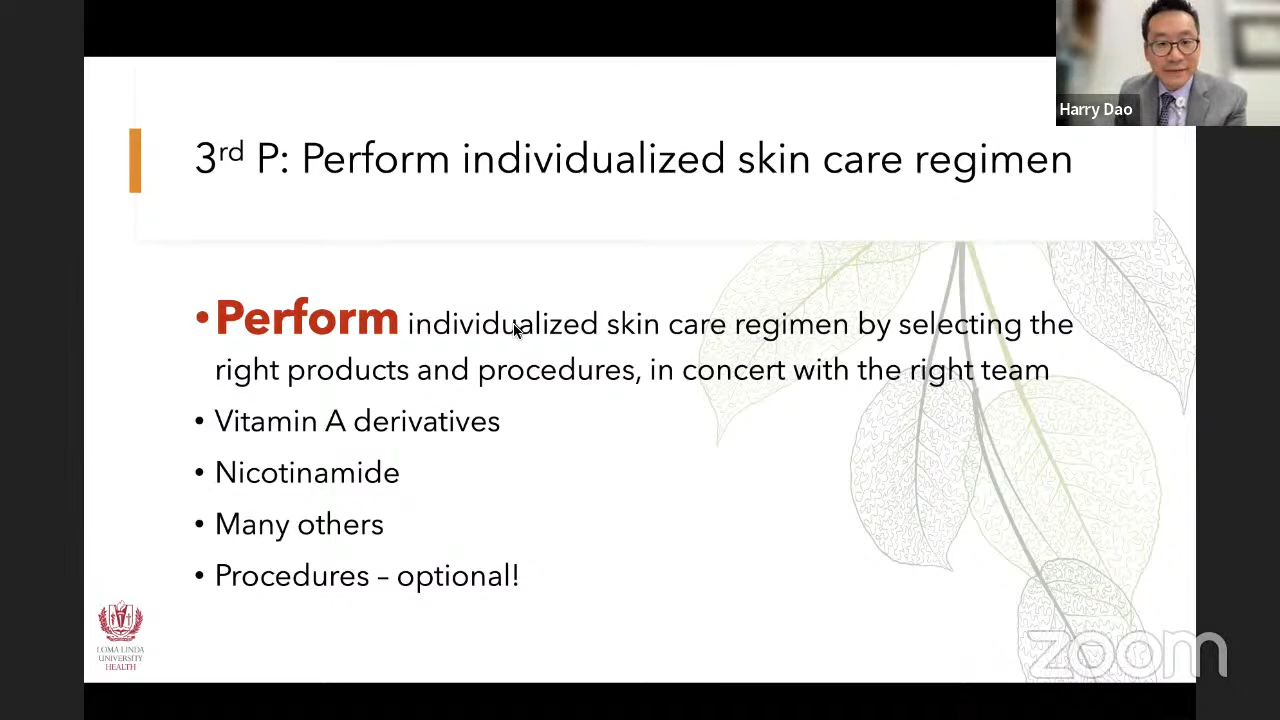 Harry Dao
3rd P: Perform individualized skin care regimen
•Perform individualized skin care regimen by selecting the
right products and procedures, in concert with the right team
• Vitamin A derivatives
• Nicotinamide
• Many others
• Procedures – optional!
LOMA LINDA
UNIVERSITY
HEALTH
zoom